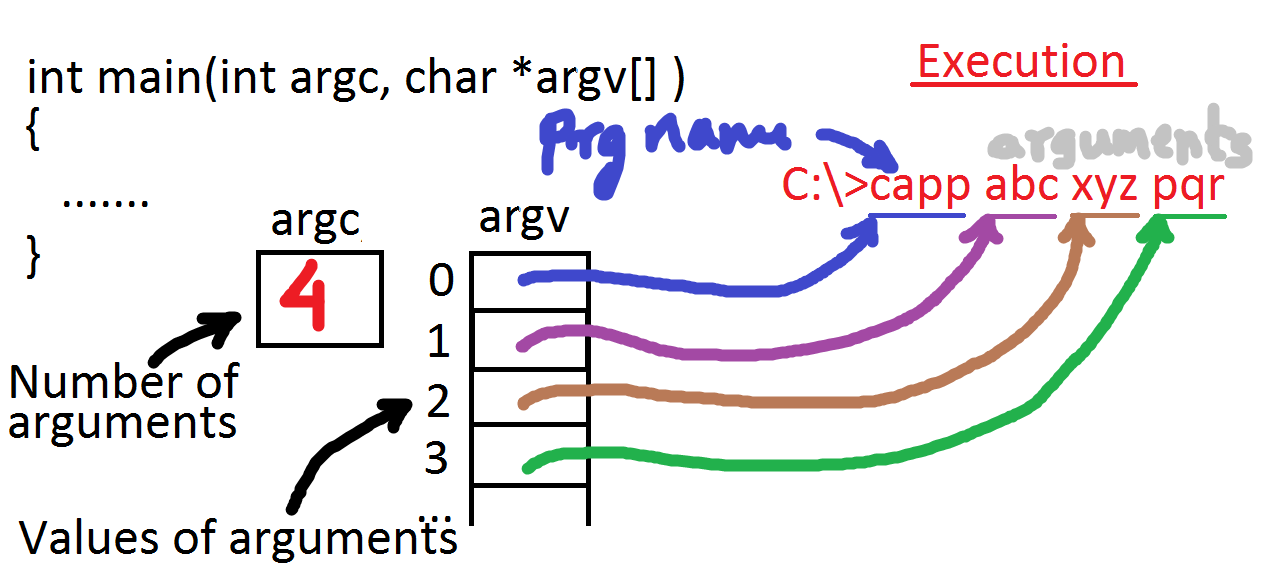 int main(int argc, char *argv[] )
{
.......
}
Execution
Prg name
arguments
C:\>capp abc xyz pqr
argc
4
argv
0
1
2
3
...
Number of
arguments
Values of arguments